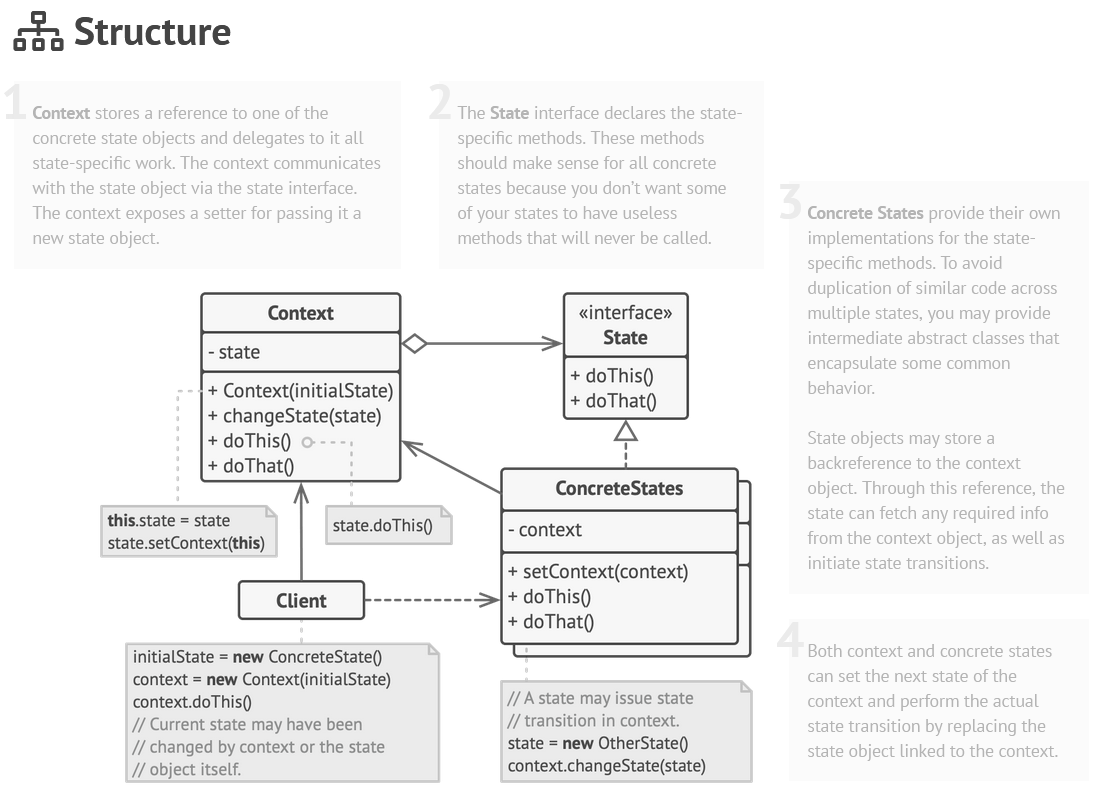 Structure
1
Context stores a reference to one of the
concrete state objects and delegates to it all
state-specific work. The context communicates
with the state object via the state interface.
The context exposes a setter for passing it a
new state object.
2
The State interface declares the state-
specific methods. These methods
should make sense for all concrete
states because you don’t want some
of your states to have useless
methods that will never be called.
3
Concrete States provide their own
implementations for the state-
specific methods. To avoid
duplication of similar code across
multiple states, you may provide
intermediate abstract classes that
encapsulate some common
behavior.
State objects may store a
backreference to the context
object. Through this reference, the
state can fetch any required info
from the context object, as well as
initiate state transitions.
4
Both context and concrete states
can set the next state of the
context and perform the actual
state transition by replacing the
state object linked to the context.
Context
- state
+ Context(initialState)
+ changeState(state)
+ doThis()
+ doThat()
«interface»
State
+ doThis()
+ doThat()
this.state = state
state.setContext(this)
state.doThis()
ConcreteStates
- context
+ setContext(context)
+ doThis()
+ doThat()
Client
initialState = new ConcreteState()
context = new Context(initialState)
context.doThis()
// Current state may have been
// changed by context or the state
// object itself.
// A state may issue state
// transition in context.
state = new OtherState()
context.changeState(state)